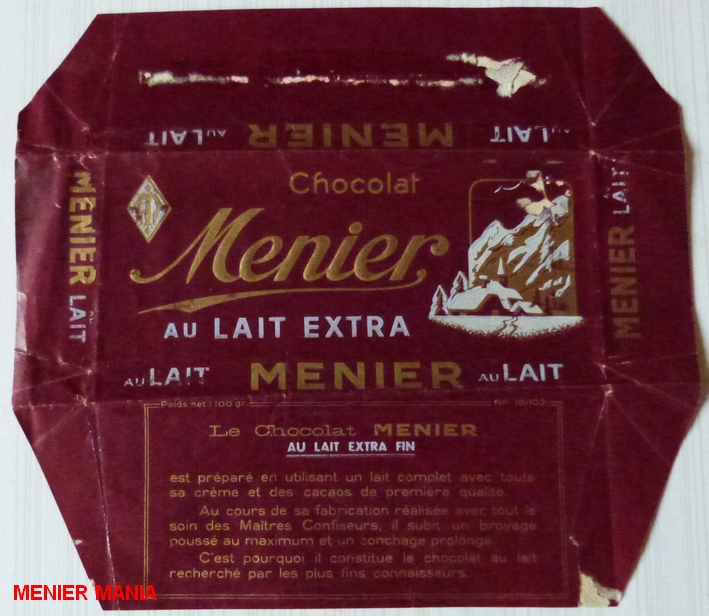 AU LAIT MENIER AU LAIT
MENIER LAIT
Chocolat
Menier
AU LAIT EXTRA
MENIER LAIT
AU LAIT MENIER AU LAIT
Poids net : 100 gr.
Le Chocolat MENIER
AU LAIT EXTRA FIN
est préparé en utilisant un lait complet avec toute
sa crème et des cacaos de première qualité.
Au cours de sa fabrication réalisée avec tout le
soin des Maîtres Confiseurs, il subit un broyage
poussé au maximum et un conchage prolongé.
C'est pourquoi il constitue le chocolat au lait
recherché par les plus fins connaisseurs.
MENIER MANIA